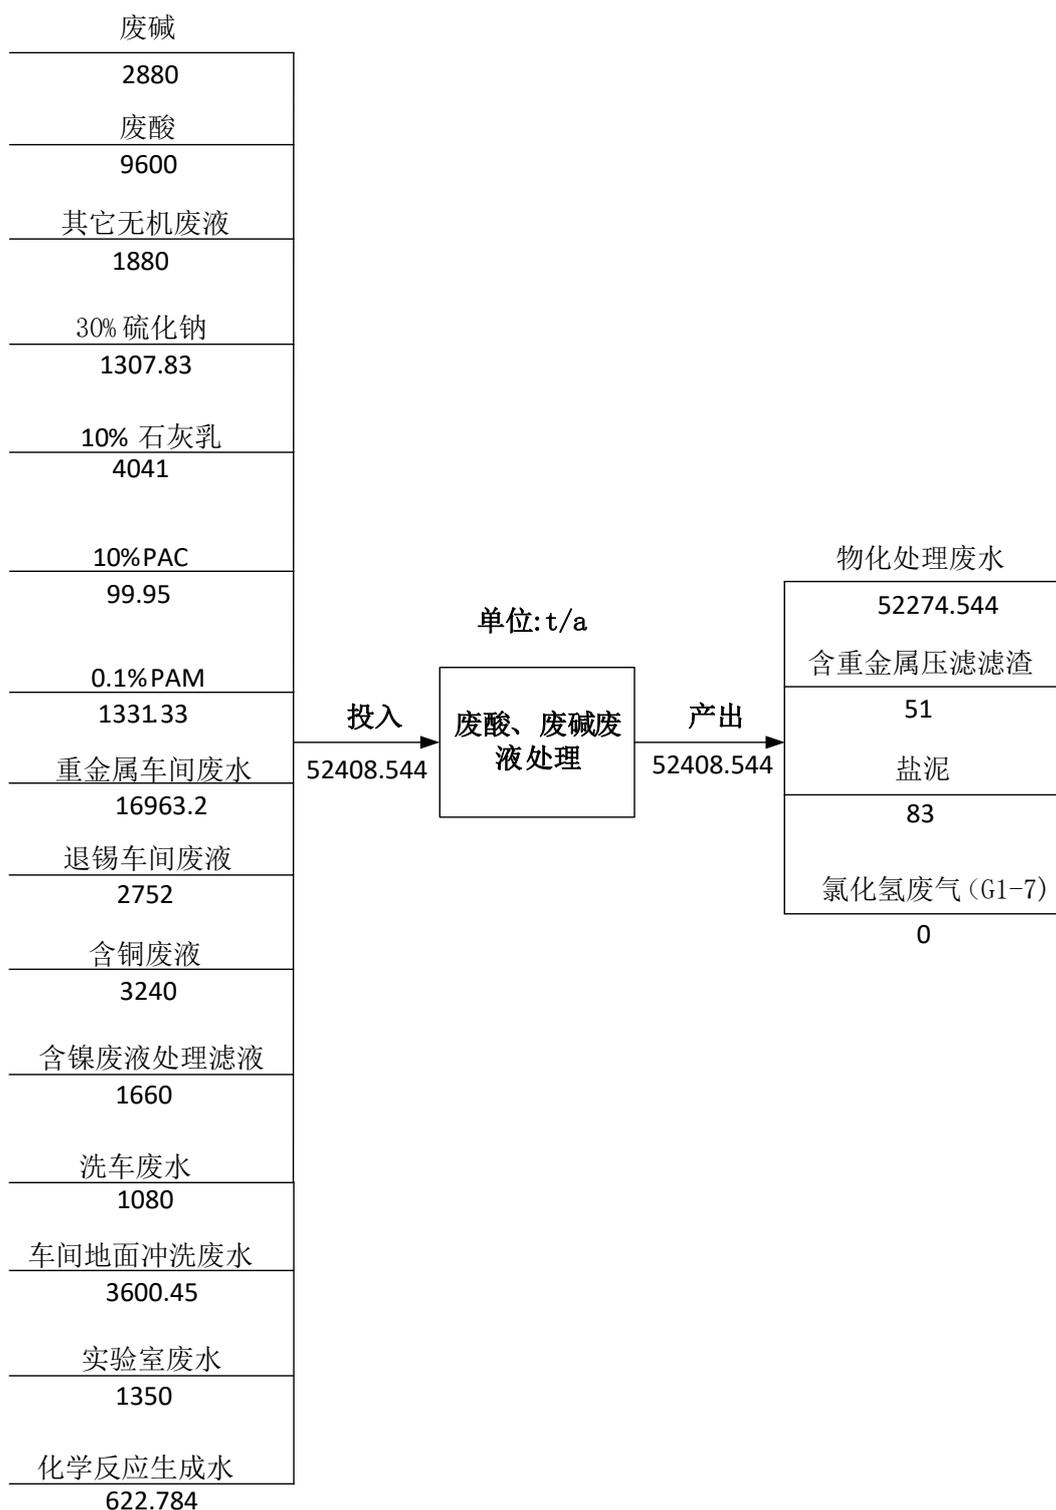 废碱
2880
废酸
9600
其它无机废液
1880
30%硫化钠
1307.83
10% 石灰乳
4041
10%PAC
99.95
0.1%PAM
1331.33
重金属车间废水
16963.2
退锡车间废液
2752
含铜废液
3240
含镍废液处理滤液
1660
洗车废水
1080
车间地面冲洗废水
3600.45
实验室废水
1350
化学反应生成水
622.784
投入
52408.544
单位:t/a
废酸、废碱废
液处理
产出
52408.544
物化处理废水
52274.544
含重金属压滤滤渣
51
盐泥
83
氯化氢废气(G1-7)
0